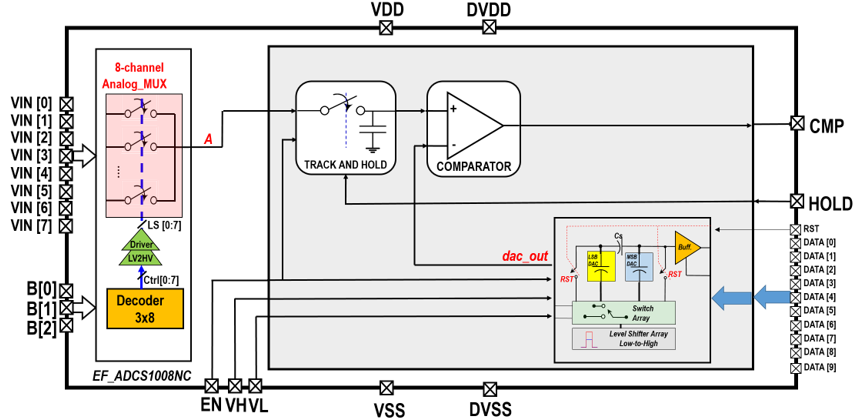 VDD
DVDD
8-channel
Analog_MUX
VIN [0]
VIN [1]
VIN [2]
VIN [3]
VIN [4]
VIN [5]
VIN [6]
VIN [7]
A
TRACK AND HOLD
+
-
COMPARATOR
CMP
HOLD
LS [0:7]
Driver
LV2HV
Ctrl[0:7]
Decoder
3x8
B[0]
B[1]
B[2]
EF_ADCS1008NC
dac_out
Cs
LSB
DAC
MSB
DAC
Buff.
RST
RST
Switch
Array
Level Shifter Array
Low-to-High
RST
DATA [0]
DATA [1]
DATA [2]
DATA [3]
DATA [4]
DATA [5]
DATA [6]
DATA [7]
DATA [8]
DATA [9]
EN
VH
VL
VSS
DVSS